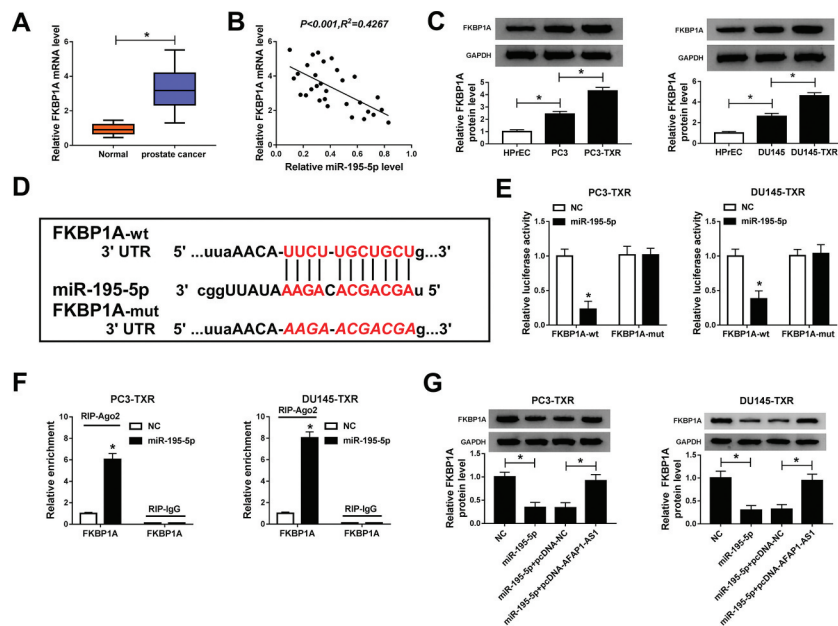 A
*
Relative FKBP1A mRNA level
6
4
2
0
Normal
prostate cancer
B
P<0.001,R²=0.4267
Relative FKBP1A mRNA level
6
4
2
0
0.0
0.2
0.4
0.6
0.8
1.0
Relative miR-195-5p level
C
FKBP1A
GAPDH
Relative FKBP1A
protein level
5
4
3
2
1
0
*
*
HPrEC
PC3
PC3-TXR
FKBP1A
GAPDH
Relative FKBP1A
protein level
6
4
2
0
*
*
HPrEC
DU145
DU145-TXR
D
FKBP1A-wt
3' UTR 5' ...uuaAACA-UUCU-UGCUGCUg...3'
miR-195-5p 3' cggUUAUAAAGACACGACGAu 5'
FKBP1A-mut
3' UTR 5' ...uuaAACA-AAGA-ACGACGAg...3'
E
PC3-TXR
NC
miR-195-5p
Relative luciferase activity
1.5
1.0
0.5
0.0
*
FKBP1A-wt
FKBP1A-mut
DU145-TXR
NC
miR-195-5p
Relative luciferase activity
1.5
1.0
0.5
0.0
*
FKBP1A-wt
FKBP1A-mut
F
PC3-TXR
RIP-Ago2
NC
miR-195-5p
Relative enrichment
10
8
6
4
2
0
*
RIP-IgG
FKBP1A
FKBP1A
DU145-TXR
RIP-Ago2
NC
miR-195-5p
Relative enrichment
10
8
6
4
2
0
*
RIP-IgG
FKBP1A
FKBP1A
G
PC3-TXR
FKBP1A
GAPDH
Relative FKBP1A
protein level
1.5
1.0
0.5
0.0
*
*
NC
miR-195-5p
miR-195-5p+pcDNA-NC
miR-195-5p+pcDNA-AFAP1-AS1
DU145-TXR
FKBP1A
GAPDH
Relative FKBP1A
protein level
1.5
1.0
0.5
0.0
*
*
NC
miR-195-5p
miR-195-5p+pcDNA-NC
miR-195-5p+pcDNA-AFAP1-AS1